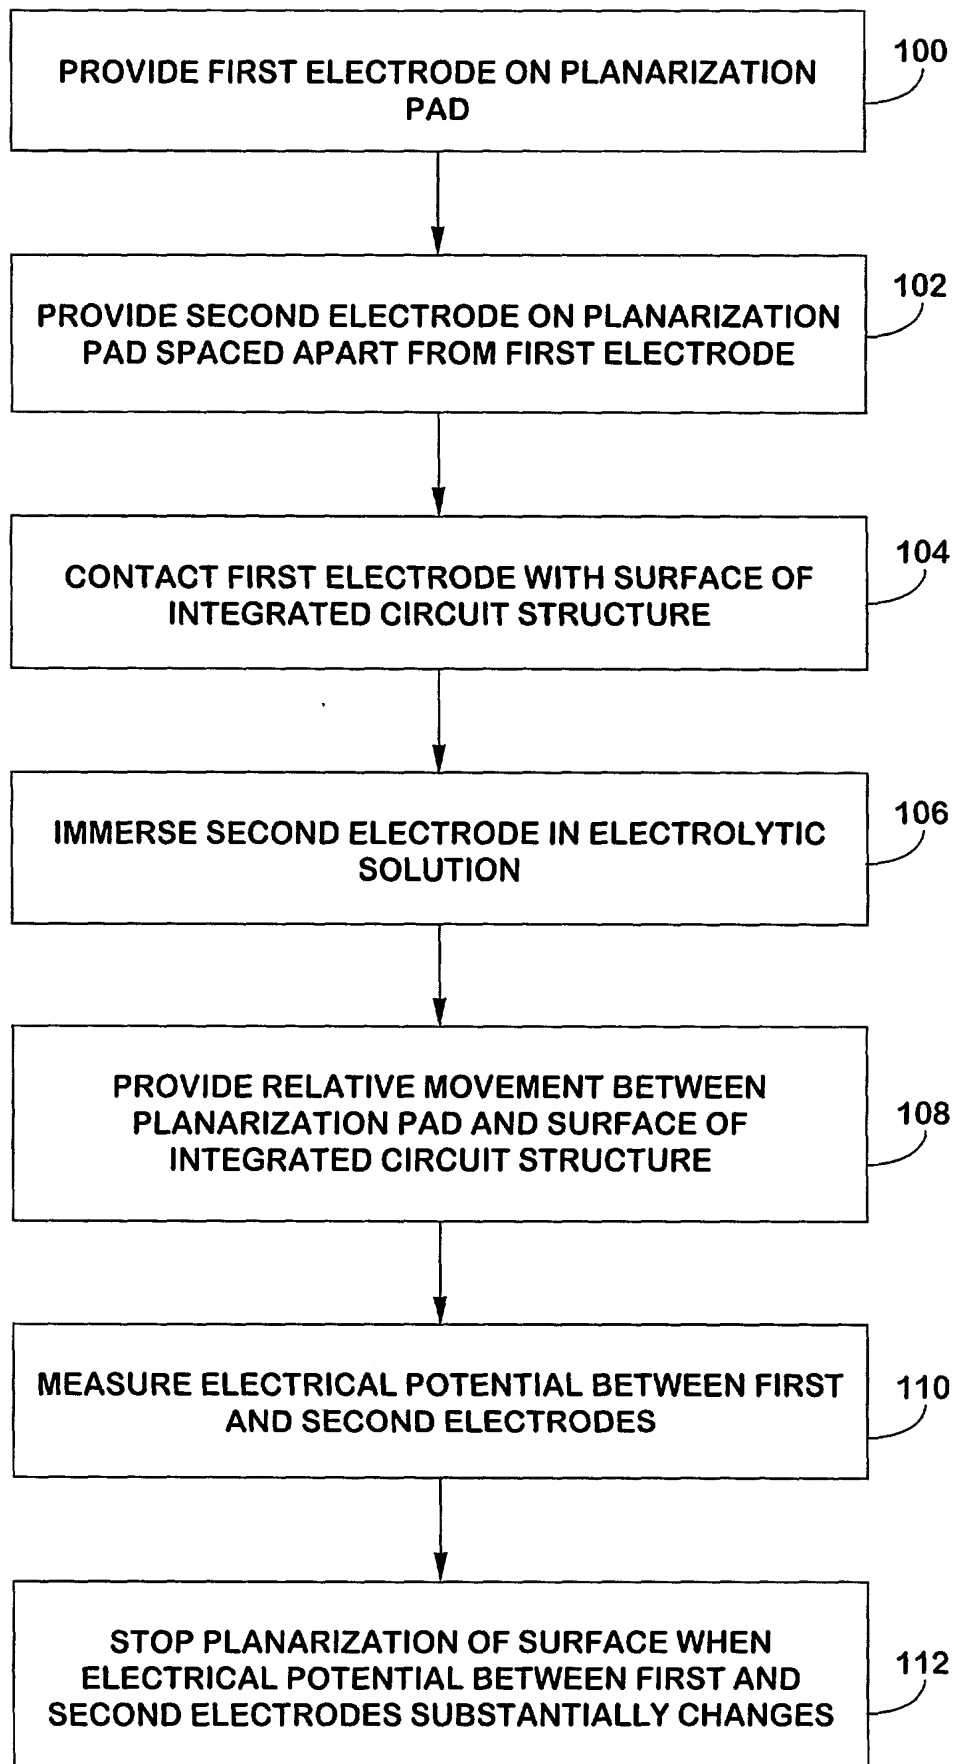 PROVIDE FIRST ELECTRODE ON PLANARIZATION
PAD
100
PROVIDE SECOND ELECTRODE ON PLANARIZATION
PAD SPACED APART FROM FIRST ELECTRODE
102
CONTACT FIRST ELECTRODE WITH SURFACE OF
INTEGRATED CIRCUIT STRUCTURE
104
IMMERSE SECOND ELECTRODE IN ELECTROLYTIC
SOLUTION
106
PROVIDE RELATIVE MOVEMENT BETWEEN
PLANARIZATION PAD AND SURFACE OF
INTEGRATED CIRCUIT STRUCTURE
108
MEASURE ELECTRICAL POTENTIAL BETWEEN FIRST
AND SECOND ELECTRODES
110
STOP PLANARIZATION OF SURFACE WHEN
ELECTRICAL POTENTIAL BETWEEN FIRST AND
SECOND ELECTRODES SUBSTANTIALLY CHANGES
112